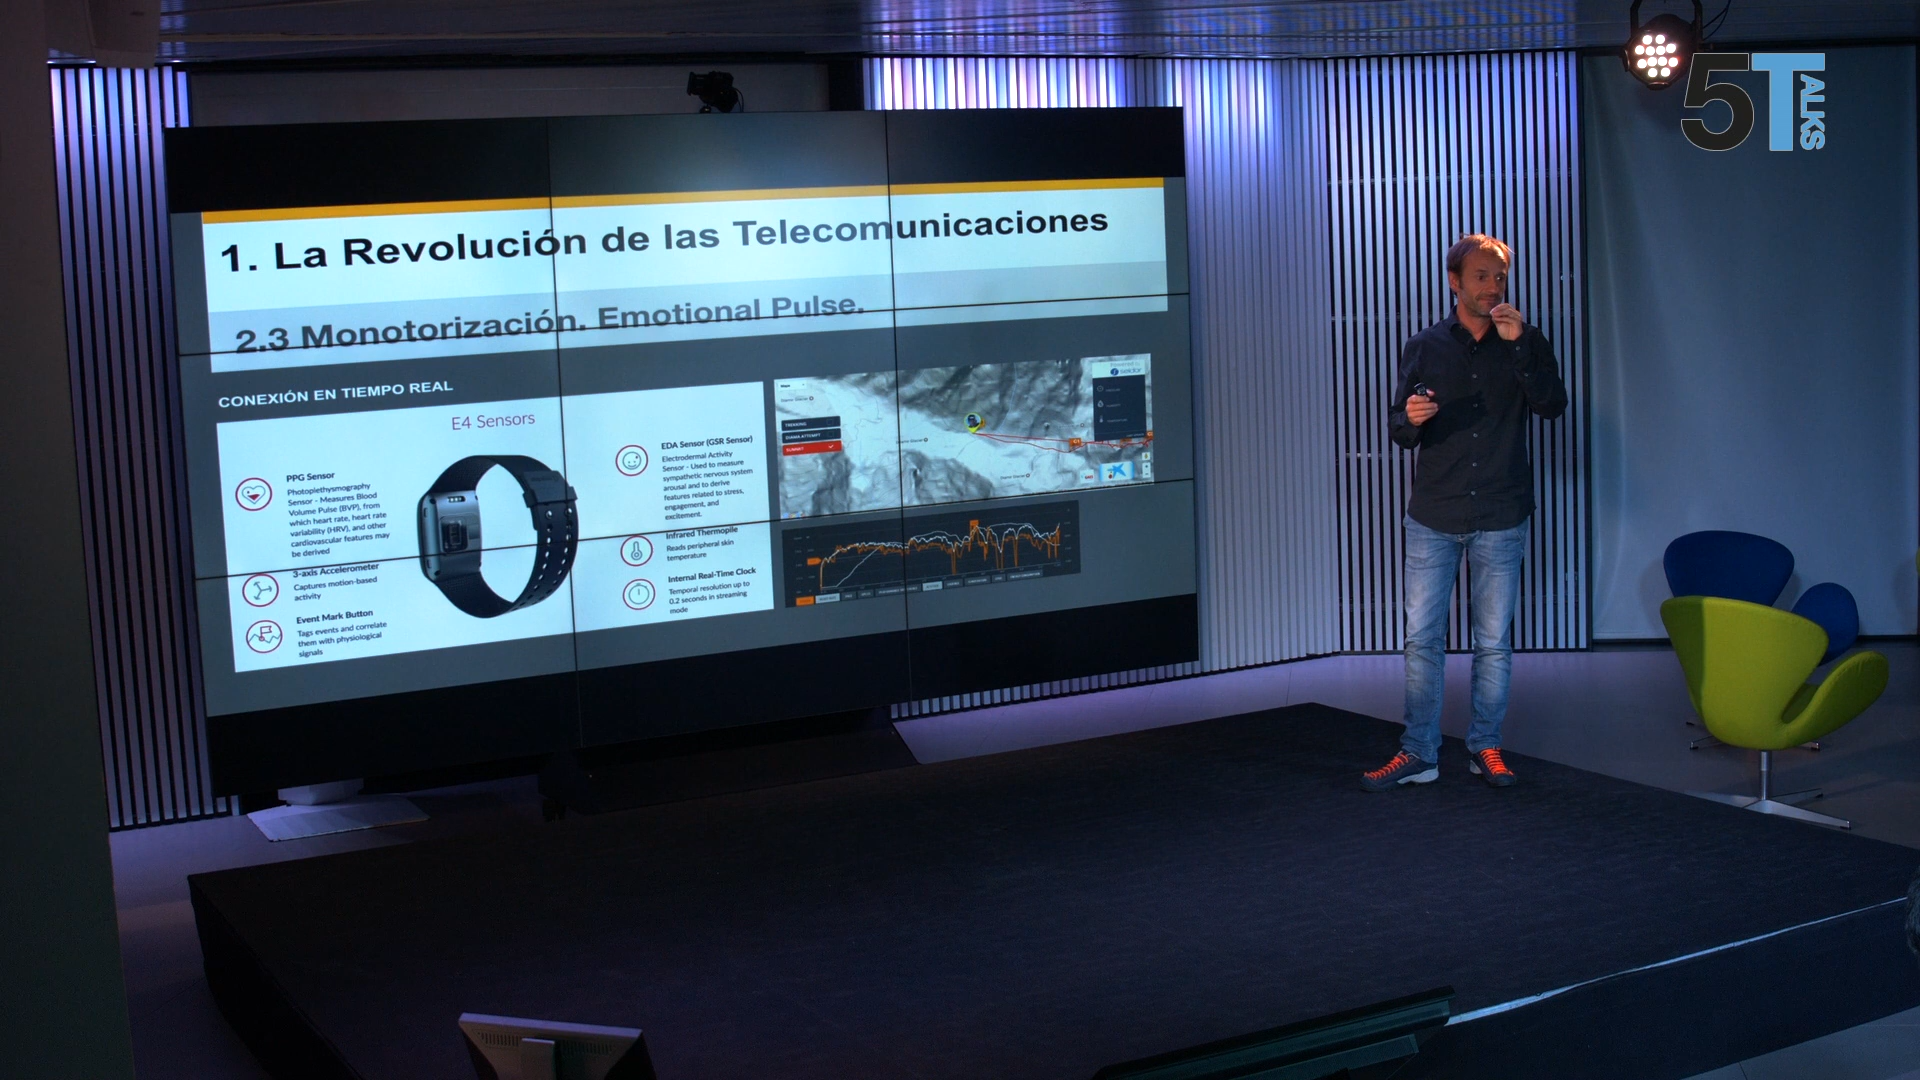 5TALKS
1. La Revolución de las Telecomunicaciones
2.3 Monotorización. Emotional Pulse.
CONEXIÓN EN TIEMPO REAL
E4 Sensors
PPG Sensor
Photoplethysmography
Sensor - Measures Blood
Volume Pulse (BVP), from
which heart rate, heart rate
variability (HRV), and other
cardiovascular features may
be derived
3-axis Accelerometer
Captures motion-based
activity
Event Mark Button
Tags events and correlate
them with physiological
signals
EDA Sensor (GSR Sensor)
Electrodermal Activity
Sensor - Used to measure
sympathetic nervous system
arousal and to derive
features related to stress,
engagement, and
excitement.
Infrared Thermopile
Reads peripheral skin
temperature
Internal Real-Time Clock
Temporal resolution up to
0.2 seconds in streaming
mode
TREKKING
SUMMIT
seidor